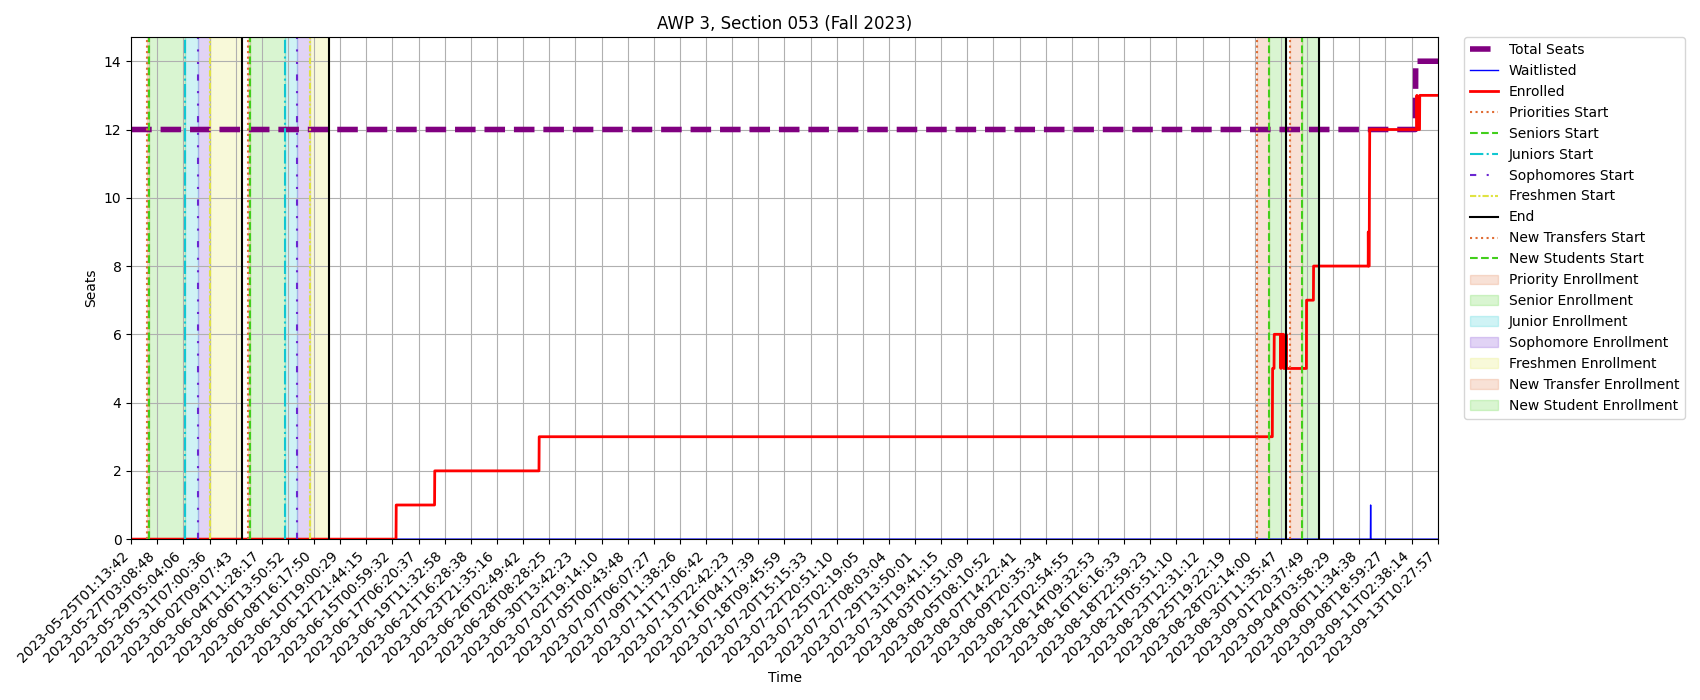 AWP 3, Section 053 (Fall 2023)
Seats
14
12
10
8
6
4
2
0
2023-05-25T01:13:42
2023-05-27T03:08:48
2023-05-29T05:04:06
2023-05-31T07:00:36
2023-06-02T09:07:43
2023-06-04T11:28:17
2023-06-06T13:50:52
2023-06-08T16:17:50
2023-06-10T19:00:29
2023-06-12T21:44:15
2023-06-15T00:59:32
2023-06-17T06:20:37
2023-06-19T11:32:58
2023-06-21T16:28:38
2023-06-23T21:35:16
2023-06-26T02:49:42
2023-06-28T08:28:25
2023-06-30T13:42:23
2023-07-02T19:14:10
2023-07-05T00:43:48
2023-07-07T06:07:27
2023-07-09T11:38:26
2023-07-11T17:06:42
2023-07-13T22:42:23
2023-07-16T04:17:39
2023-07-18T09:45:59
2023-07-20T15:15:33
2023-07-22T20:51:10
2023-07-25T02:19:05
2023-07-27T08:03:04
2023-07-29T13:50:01
2023-07-31T19:41:15
2023-08-03T01:51:09
2023-08-05T08:10:52
2023-08-07T14:22:41
2023-08-09T20:35:34
2023-08-12T02:54:55
2023-08-14T09:32:53
2023-08-16T16:16:33
2023-08-18T22:59:23
2023-08-21T05:51:10
2023-08-23T12:31:12
2023-08-25T19:22:19
2023-08-28T02:14:00
2023-08-30T11:35:47
2023-09-01T20:37:49
2023-09-04T03:58:29
2023-09-06T11:34:38
2023-09-08T18:59:27
2023-09-11T02:38:14
2023-09-13T10:27:57
Time
Total Seats
Waitlisted
Enrolled
Priorities Start
Seniors Start
Juniors Start
Sophomores Start
Freshmen Start
End
New Transfers Start
New Students Start
Priority Enrollment
Senior Enrollment
Junior Enrollment
Sophomore Enrollment
Freshmen Enrollment
New Transfer Enrollment
New Student Enrollment